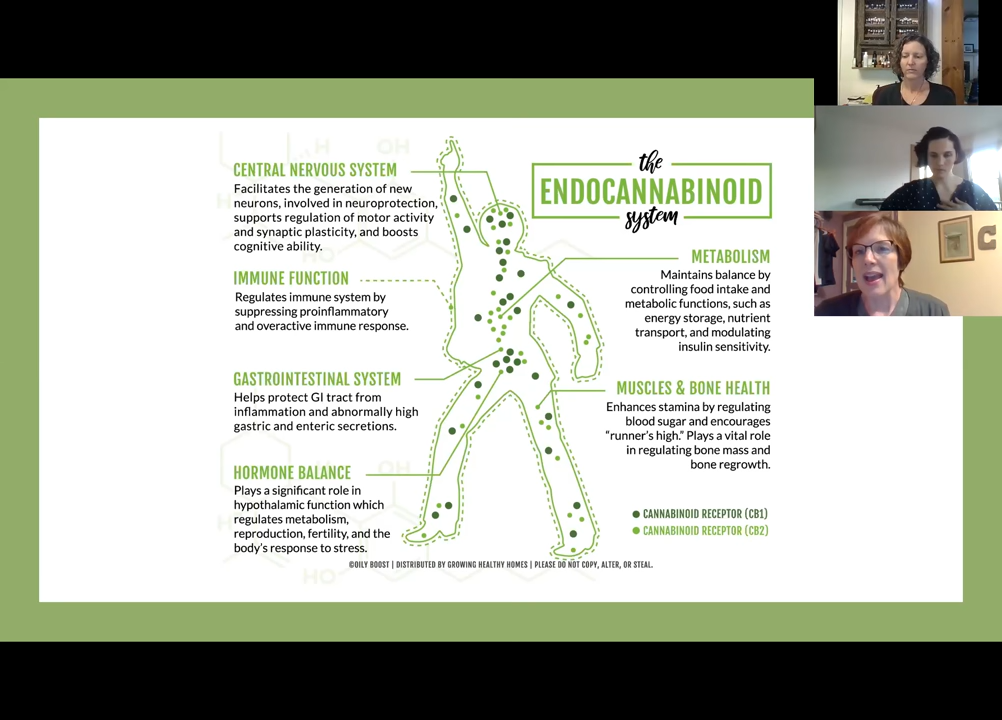 the
ENDOCANNABINOID
system
CENTRAL NERVOUS SYSTEM
Facilitates the generation of new
neurons, involved in neuroprotection,
supports regulation of motor activity
and synaptic plasticity, and boosts
cognitive ability.
IMMUNE FUNCTION
Regulates immune system by
suppressing proinflammatory
and overactive immune response.
GASTROINTESTINAL SYSTEM
Helps protect GI tract from
inflammation and abnormally high
gastric and enteric secretions.
HORMONE BALANCE
Plays a significant role in
hypothalamic function which
regulates metabolism,
reproduction, fertility, and the
body's response to stress.
METABOLISM
Maintains balance by
controlling food intake and
metabolic functions, such as
energy storage, nutrient
transport, and modulating
insulin sensitivity.
MUSCLES & BONE HEALTH
Enhances stamina by regulating
blood sugar and encourages
“runner's high.” Plays a vital role
in regulating bone mass and
bone regrowth.
CANNABINOID RECEPTOR (CB1)
CANNABINOID RECEPTOR (CB2)
©OILY BOOST | DISTRIBUTED BY GROWING HEALTHY HOMES | PLEASE DO NOT COPY, ALTER, OR STEAL.
H
OH
OH
HO
C